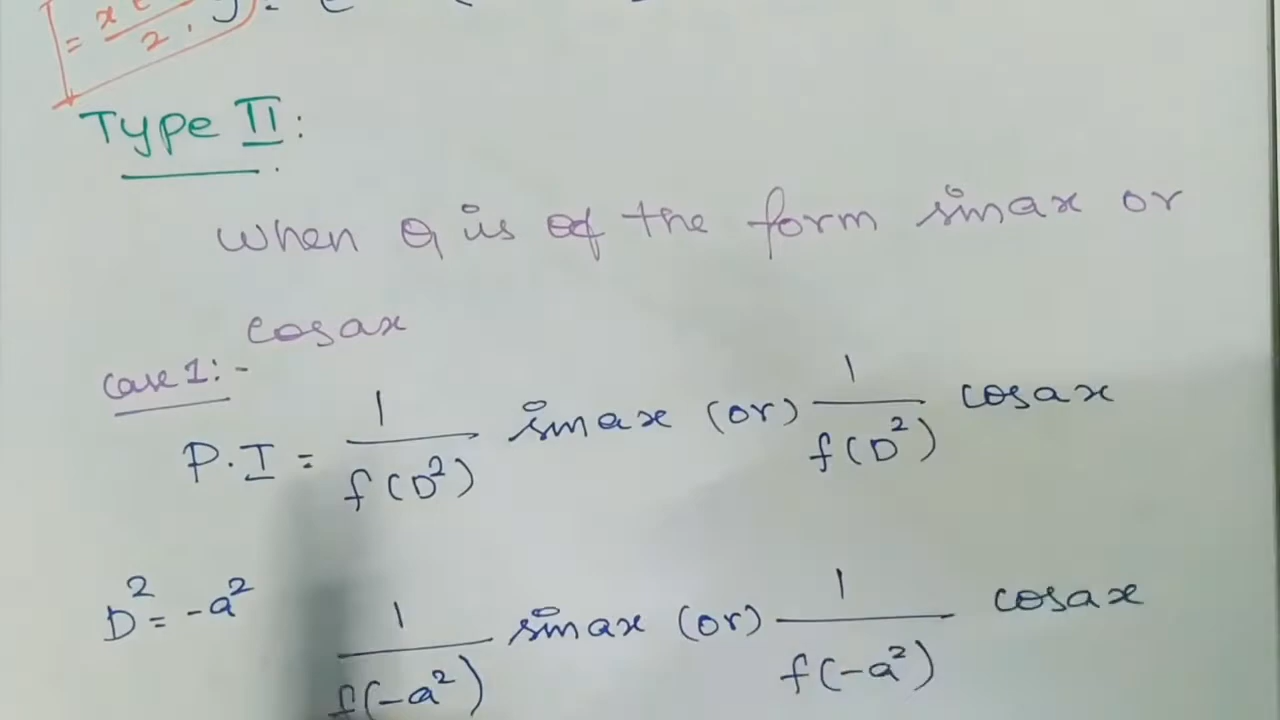 = x
2 . y =
Type II:
When Q is of the form sinax or
cosax
Case 1:-
P.I = 1/f(D²) sinax (or) 1/f(D²) cosax
D² = -a² 1/f(-a²) sinax (or) 1/f(-a²) cosax